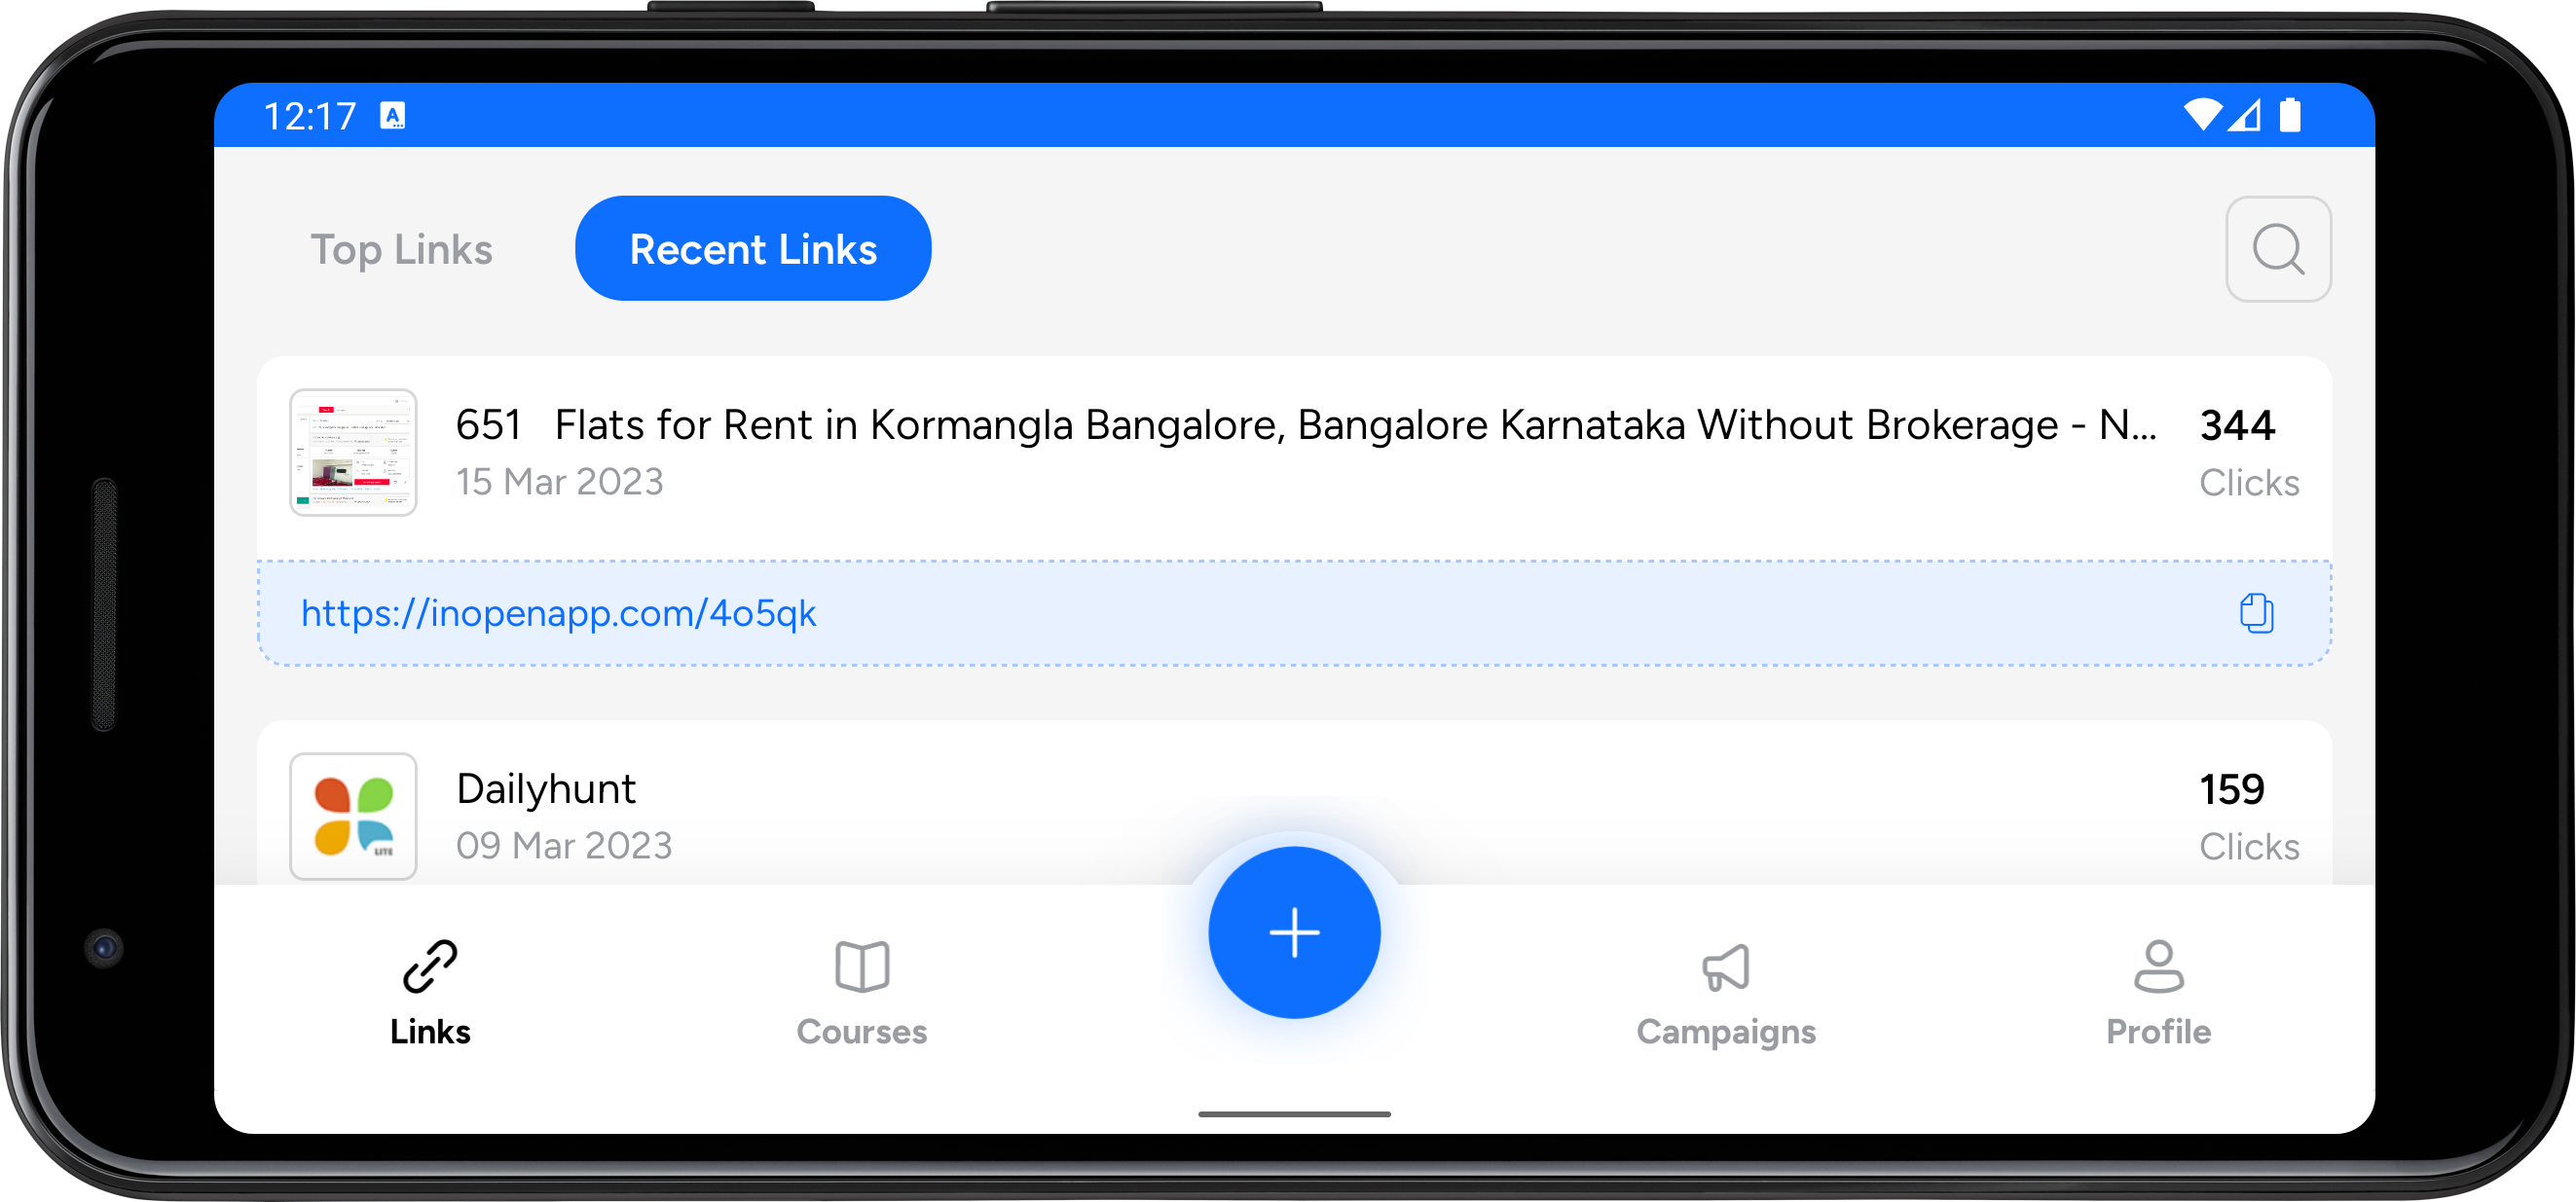 12:17
Top Links
Recent Links
651 Flats for Rent in Kormangla Bangalore, Bangalore Karnataka Without Brokerage - N...
344
15 Mar 2023
Clicks
https://inopenapp.com/4o5qk
Dailyhunt
159
LITE
09 Mar 2023
Clicks
Links
Courses
Campaigns
Profile